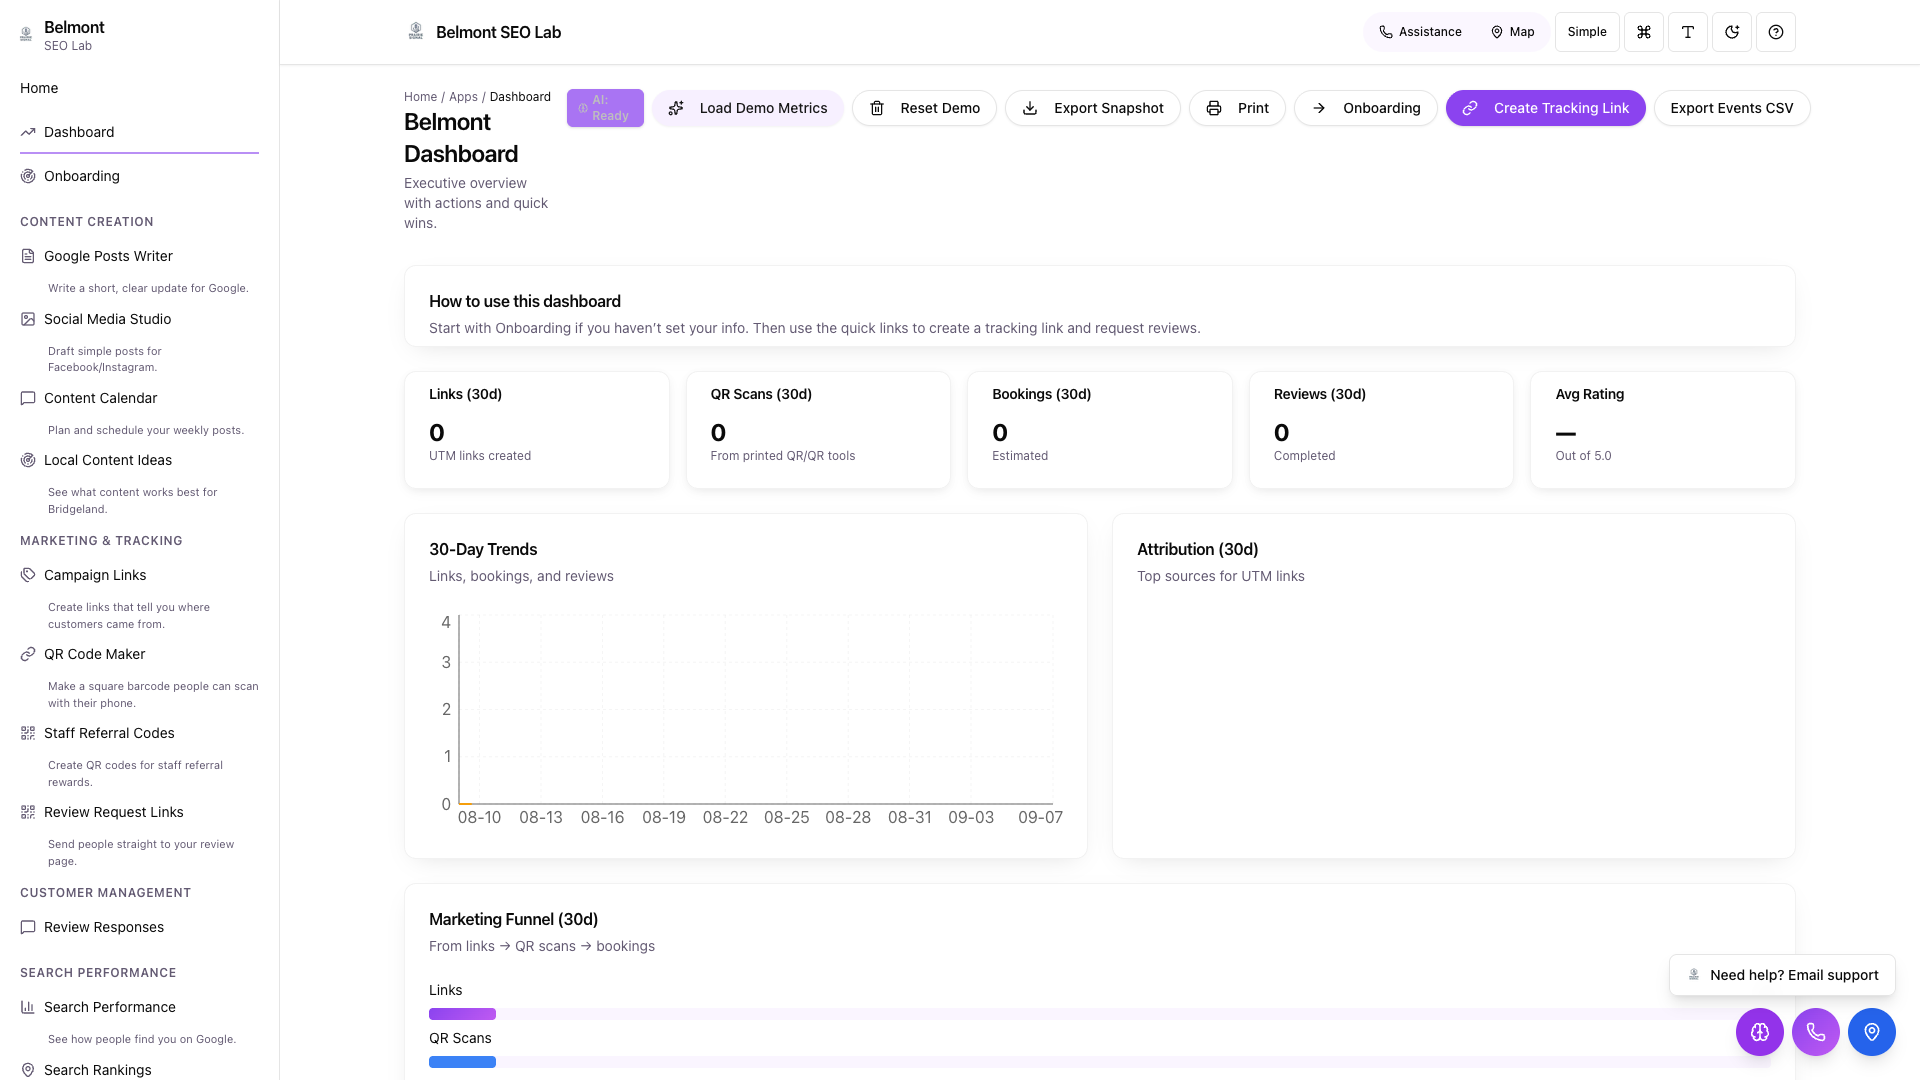 Belmont
SEO Lab
Home
Dashboard
Onboarding
CONTENT CREATION
Google Posts Writer
Write a short, clear update for Google.
Social Media Studio
Draft simple posts for
Facebook/Instagram.
Content Calendar
Plan and schedule your weekly posts.
Local Content Ideas
See what content works best for
Bridgeland.
MARKETING & TRACKING
Campaign Links
Create links that tell you where
customers came from.
QR Code Maker
Make a square barcode people can scan
with their phone.
Staff Referral Codes
Create QR codes for staff referral
rewards.
Review Request Links
Send people straight to your review
page.
CUSTOMER MANAGEMENT
Review Responses
SEARCH PERFORMANCE
Search Performance
See how people find you on Google.
Search Rankings
Belmont SEO Lab
Assistance
Map
Simple
Home / Apps / Dashboard
Belmont
Dashboard
Executive overview
with actions and quick
wins.
AI:
Ready
Load Demo Metrics
Reset Demo
Export Snapshot
Print
Onboarding
Create Tracking Link
Export Events CSV
How to use this dashboard
Start with Onboarding if you haven't set your info. Then use the quick links to create a tracking link and request reviews.
Links (30d)
0
UTM links created
QR Scans (30d)
0
From printed QR/QR tools
Bookings (30d)
0
Estimated
Reviews (30d)
0
Completed
Avg Rating
—
Out of 5.0
30-Day Trends
Links, bookings, and reviews
4
3
2
1
0
08-10 08-13 08-16 08-19 08-22 08-25 08-28 08-31 09-03 09-07
Attribution (30d)
Top sources for UTM links
Marketing Funnel (30d)
From links → QR scans → bookings
Links
QR Scans
Need help? Email support